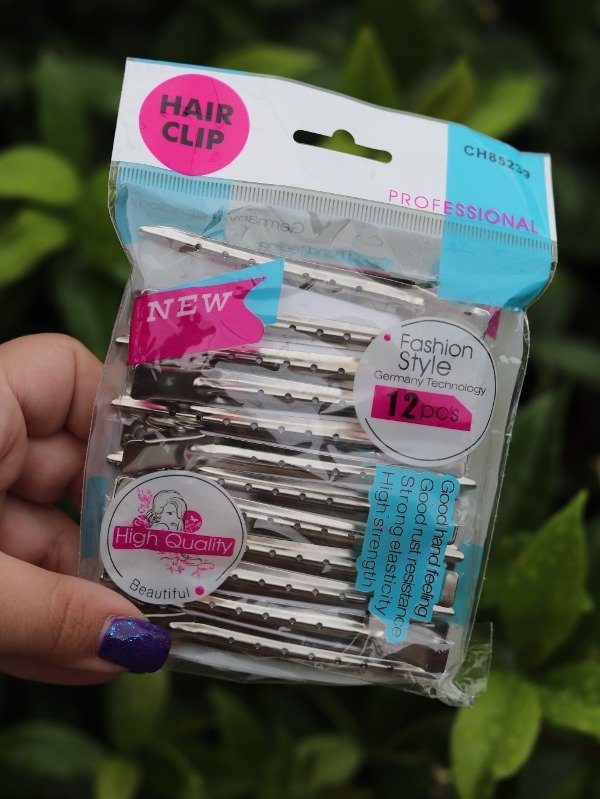 HAIR
CLIP
CH85239
PROFESSIONAL
NEW
Fashion
Style
Germany Technology
12pc's
Good hand feeling
Good rust resistance
Strong elasticity
High strength
High Quality
Beautiful